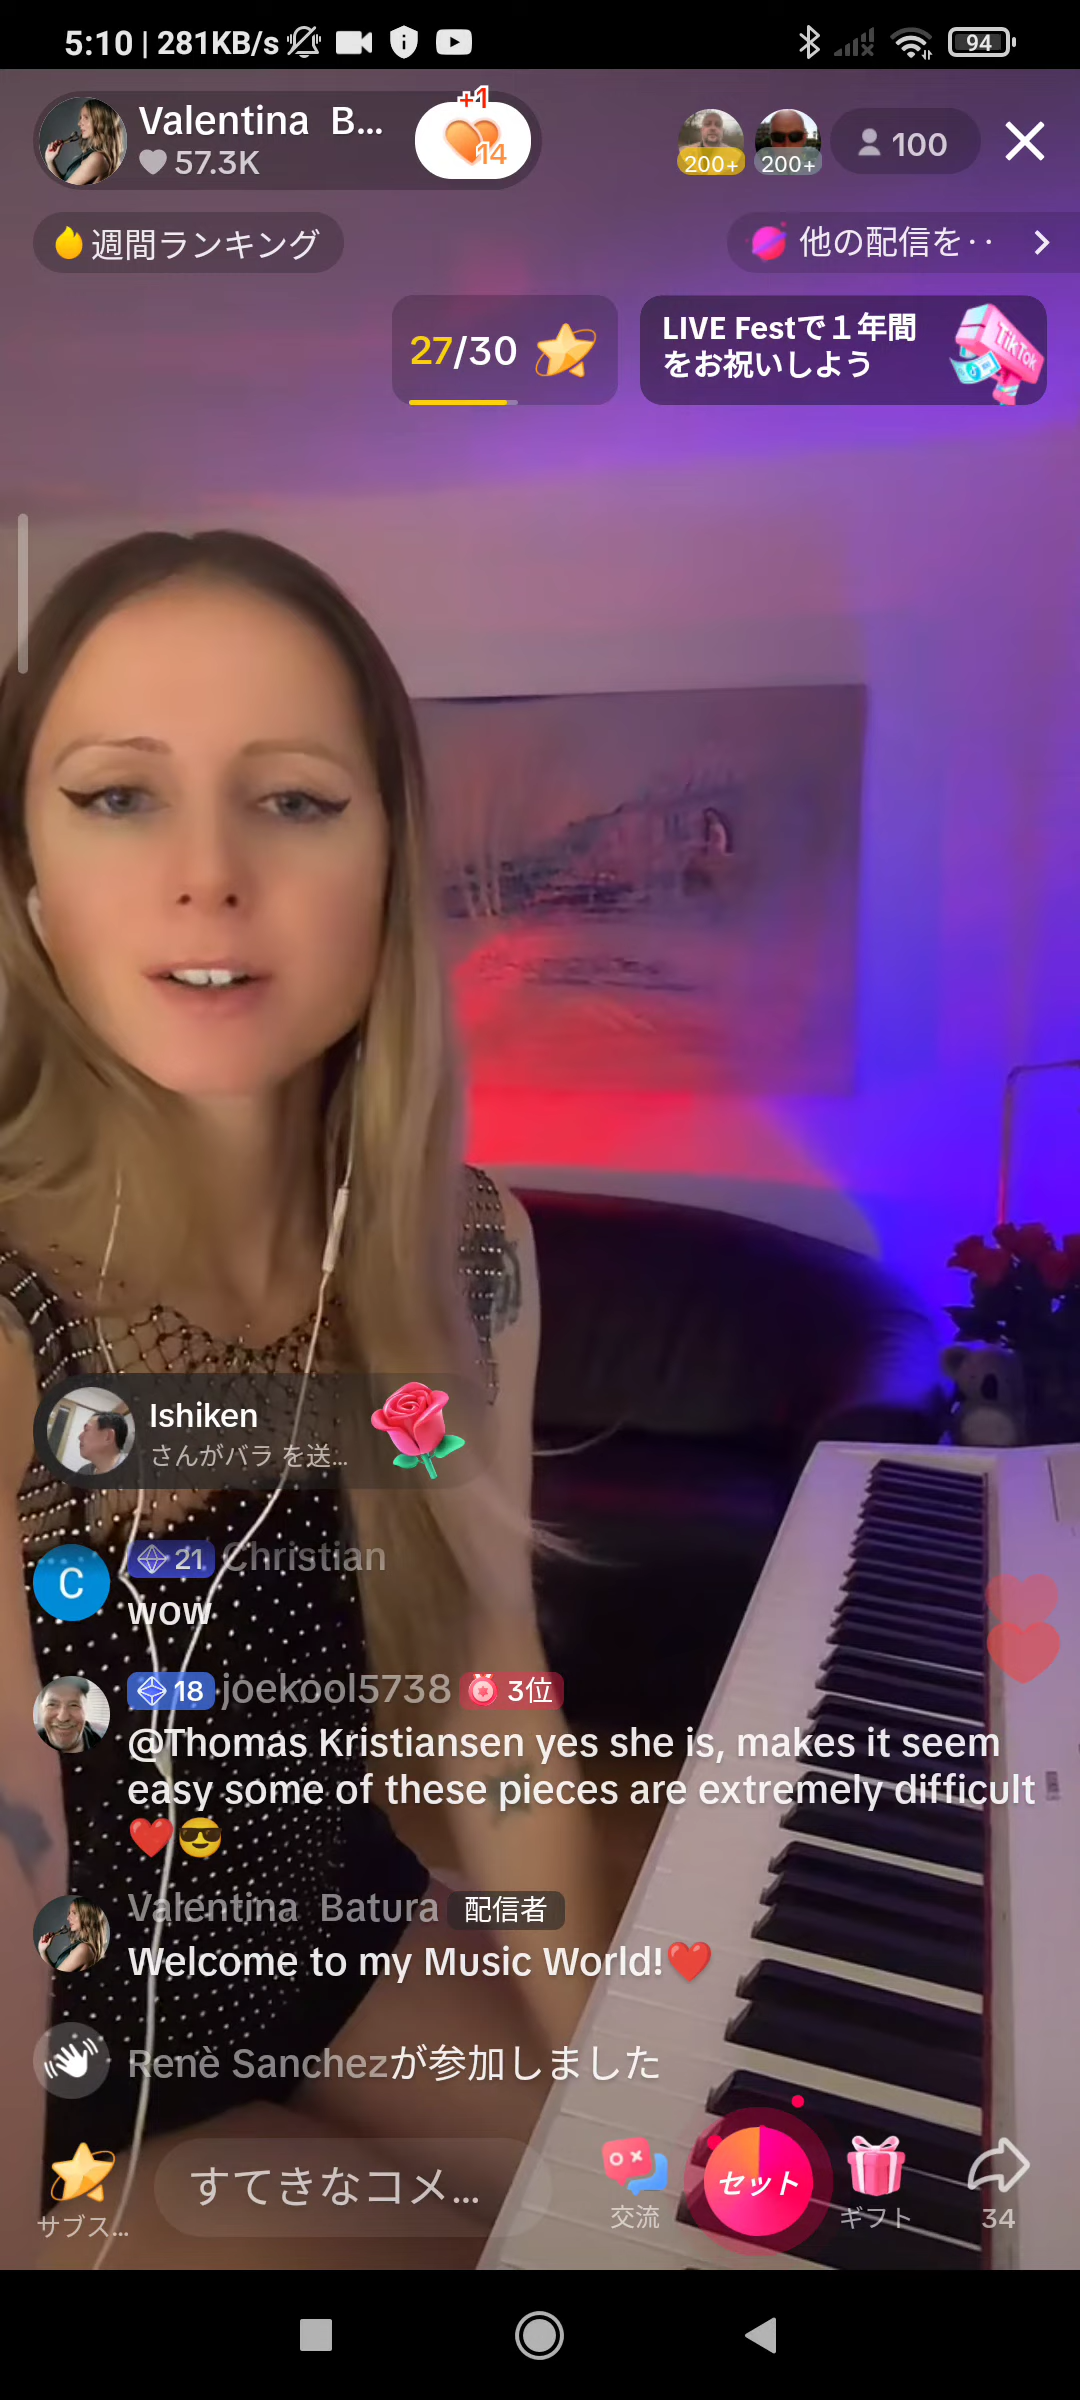 5:10 | 281KB/s
94
Valentina B...
57.3K
+1
14
200+
200+
100
週間ランキング
他の配信を··
27/30
LIVE Festで１年間
をお祝いしよう
TikTok
Ishiken
さんがバラ を送...
C
21 Christian
wow
18 joekool5738 3位
@Thomas Kristiansen yes she is, makes it seem
easy some of these pieces are extremely difficult
❤️😎
Valentina Batura 配信者
Welcome to my Music World!❤️
Renè Sanchezが参加しました
すてきなコメ...
サブス...
交流
セット
ギフト
34